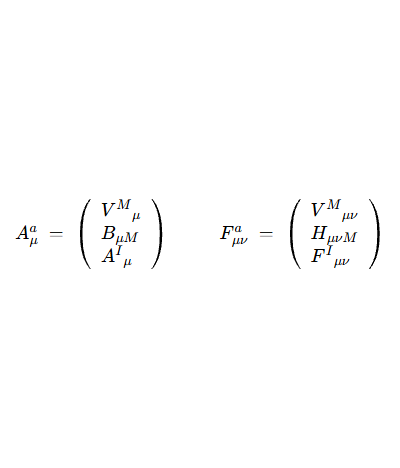 A^a_μ = ( V^M_μ B_{μM} A^I_μ ) F^a_{μν} = ( V^M_{μν} H_{μνM} F^I_{μν} )